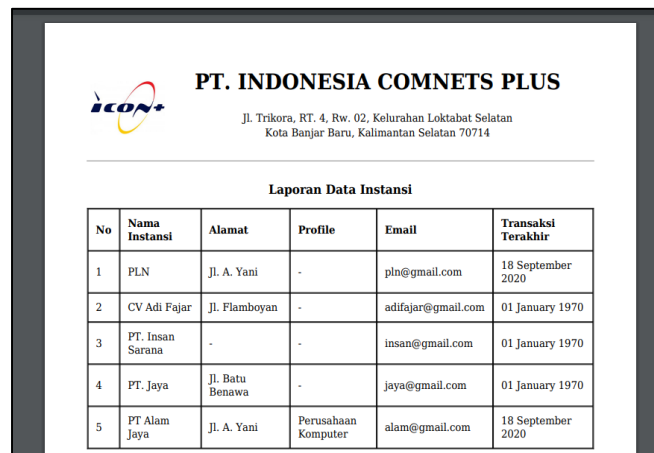 icon+
PT. INDONESIA COMNETS PLUS
Jl. Trikora, RT. 4, Rw. 02, Kelurahan Loktabat Selatan
Kota Banjar Baru, Kalimantan Selatan 70714
Laporan Data Instansi
No Nama Instansi Alamat Profile Email Transaksi Terakhir
1 PLN Jl. A. Yani - pln@gmail.com 18 September 2020
2 CV Adi Fajar Jl. Flamboyan - adifajar@gmail.com 01 January 1970
3 PT. Insan Sarana - - insan@gmail.com 01 January 1970
4 PT. Jaya Jl. Batu Benawa - jaya@gmail.com 01 January 1970
5 PT Alam Jaya Jl. A. Yani Perusahaan Komputer alam@gmail.com 18 September 2020